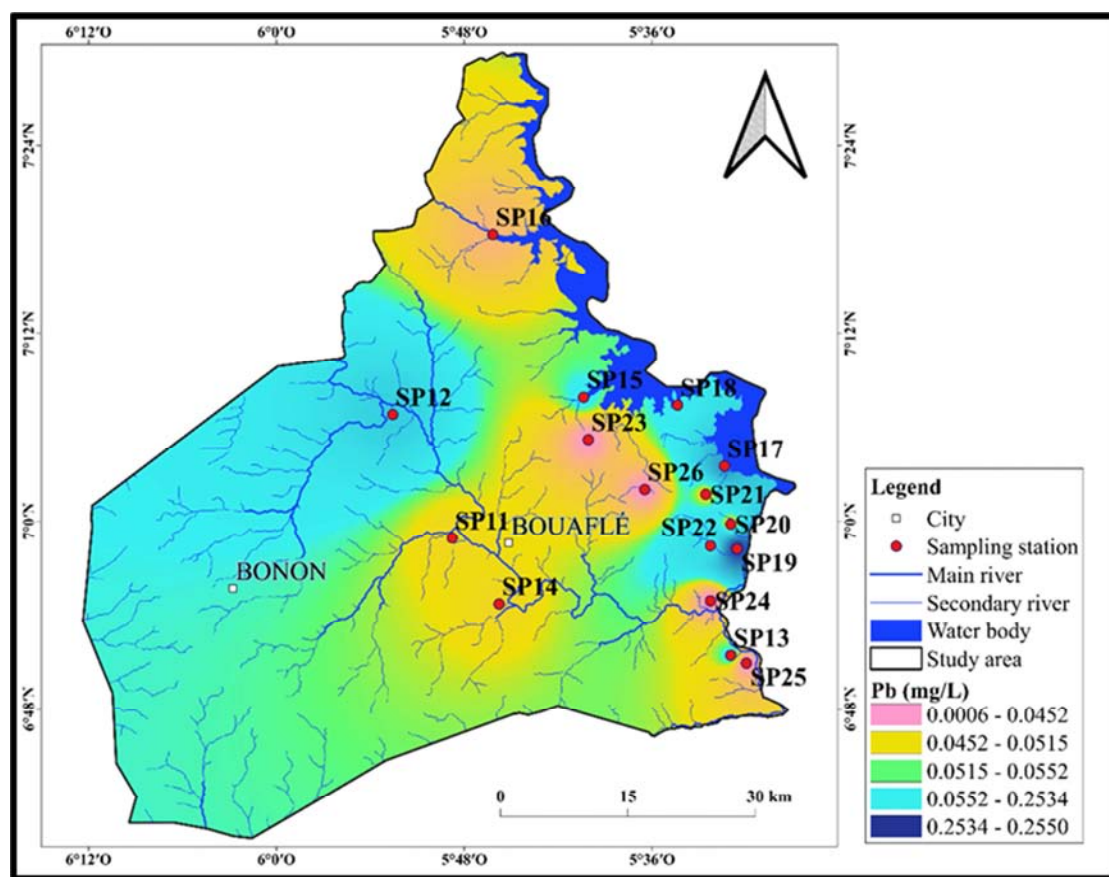 6°12′O 6°0′O 5°48′O 5°36′O
7°24′N 7°24′N
SP16
7°12′N 7°12′N
SP15
SP18
SP12
SP23
SP17
SP26
SP21
7°0′N 7°0′N
SP11
SP20
BOUAFLÉ
SP22
SP19
BONON
SP14
SP24
SP13
SP25
6°48′N 6°48′N
0 15 30 km
6°12′O 6°0′O 5°48′O 5°36′O
Legend
City
Sampling station
Main river
Secondary river
Water body
Study area
Pb (mg/L)
0.0006 - 0.0452
0.0452 - 0.0515
0.0515 - 0.0552
0.0552 - 0.2534
0.2534 - 0.2550